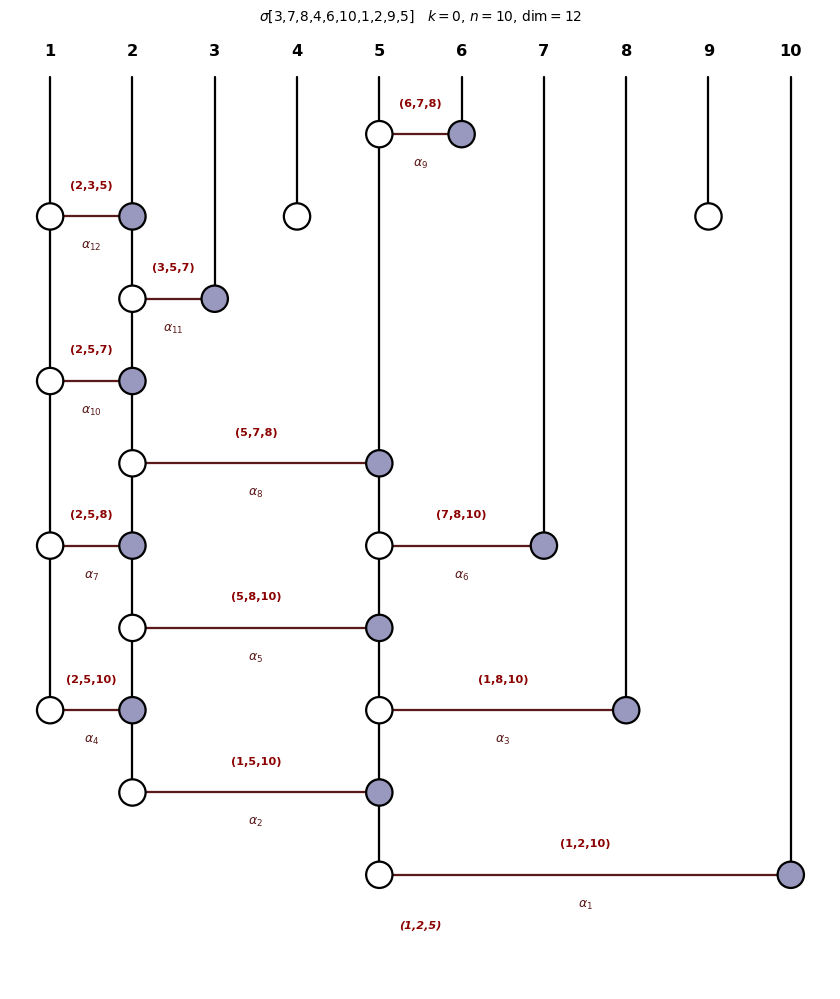 σ[3,7,8,4,6,10,1,2,9,5] k=0, n=10, dim=12
1 2 3 4 5 6 7 8 9 10
(6,7,8)
α₉
(2,3,5)
α₁₂
(3,5,7)
α₁₁
(2,5,7)
α₁₀
(5,7,8)
α₈
(2,5,8) (7,8,10)
α₇ α₆
(5,8,10)
α₅
(2,5,10) (1,8,10)
α₄ α₃
(1,5,10)
α₂
(1,2,10)
α₁
(1,2,5)